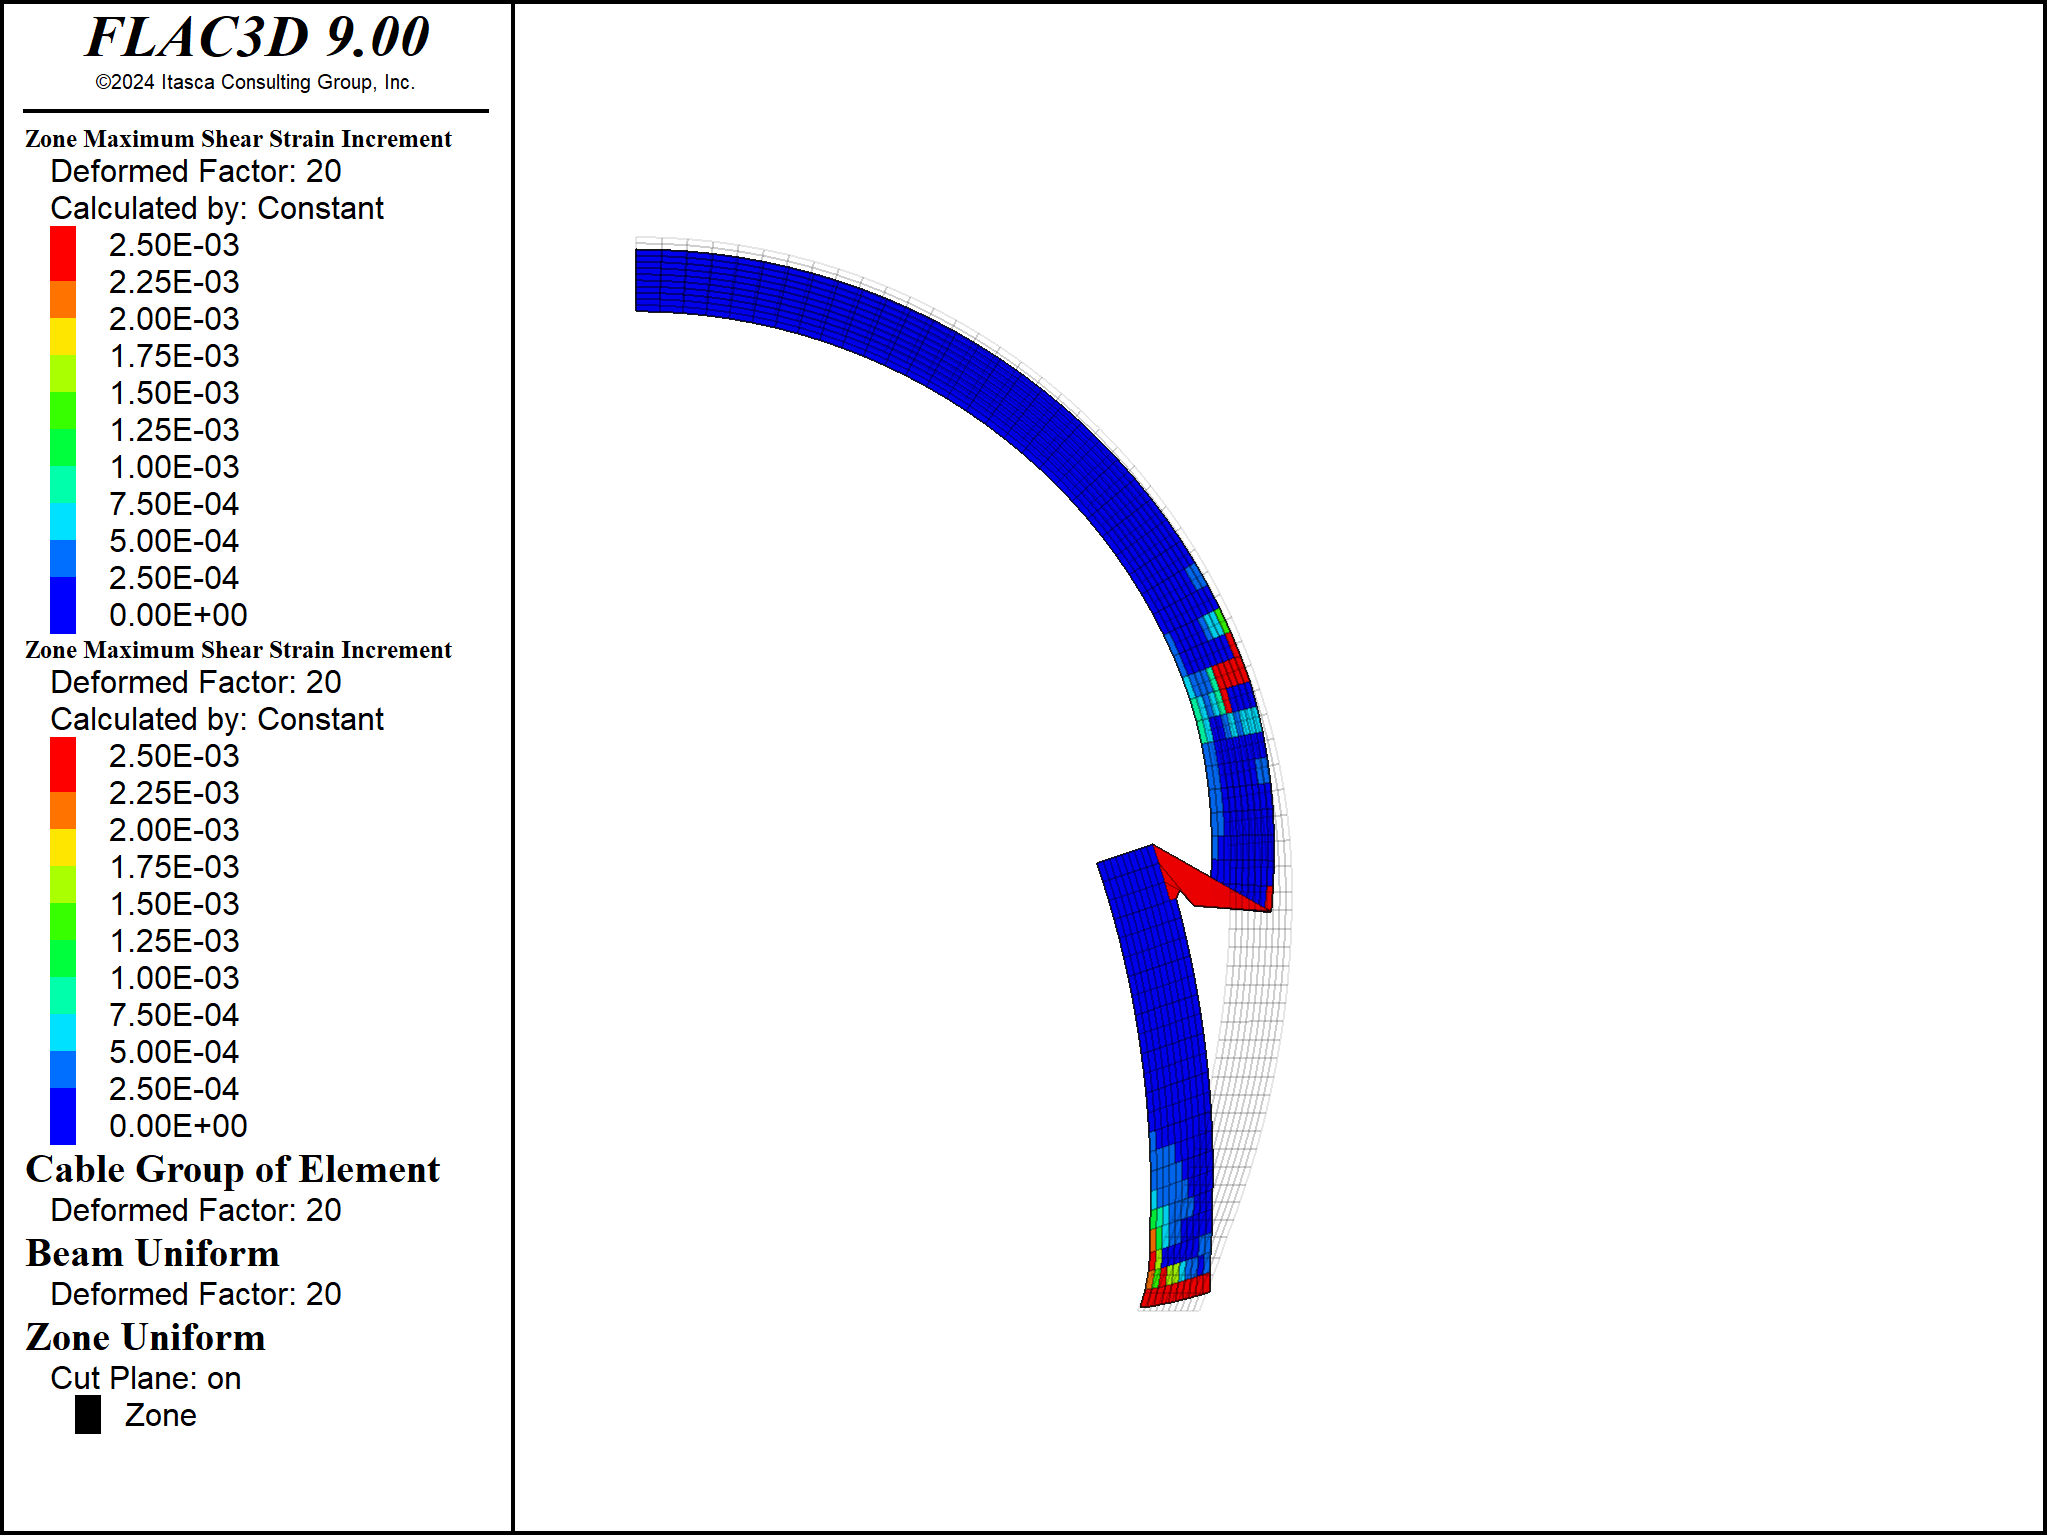 FLAC3D 9.00
©2024 Itasca Consulting Group, Inc.
Zone Maximum Shear Strain Increment
Deformed Factor: 20
Calculated by: Constant
2.50E-03
2.25E-03
2.00E-03
1.75E-03
1.50E-03
1.25E-03
1.00E-03
7.50E-04
5.00E-04
2.50E-04
0.00E+00
Zone Maximum Shear Strain Increment
Deformed Factor: 20
Calculated by: Constant
2.50E-03
2.25E-03
2.00E-03
1.75E-03
1.50E-03
1.25E-03
1.00E-03
7.50E-04
5.00E-04
2.50E-04
0.00E+00
Cable Group of Element
Deformed Factor: 20
Beam Uniform
Deformed Factor: 20
Zone Uniform
Cut Plane: on
Zone